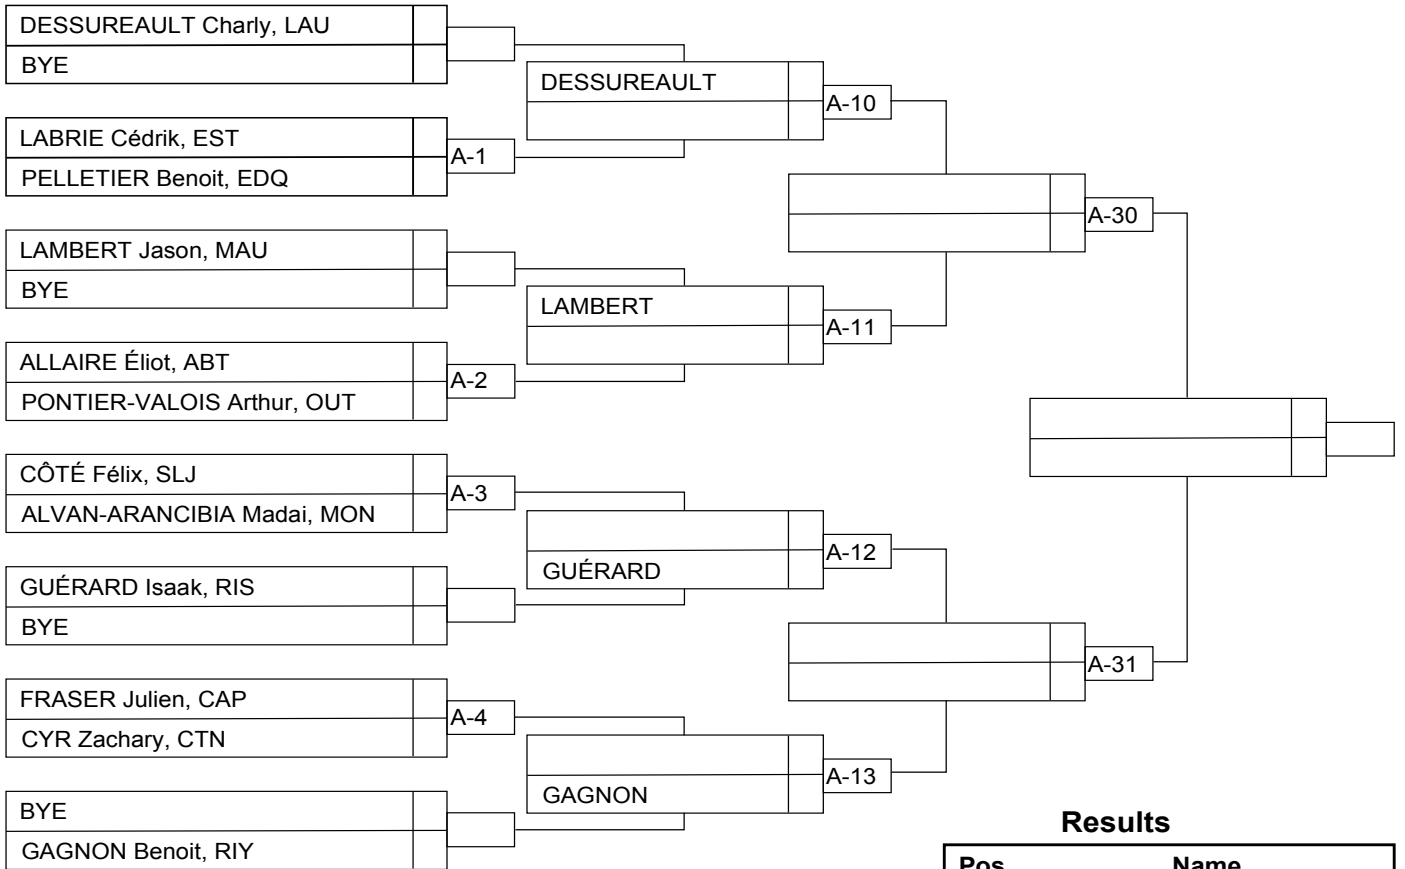 DESSUREAULT Charly, LAU
BYE
LABRIE Cédrik, EST
PELLETIER Benoit, EDQ
A-1
LAMBERT Jason, MAU
BYE
ALLAIRE Éliot, ABT
PONTIER-VALOIS Arthur, OUT
A-2
CÔTÉ Félix, SLJ
ALVAN-ARANCIBIA Madai, MON
A-3
GUÉRARD Isaak, RIS
BYE
FRASER Julien, CAP
CYR Zachary, CTN
A-4
BYE
GAGNON Benoit, RIY
DESSUREAULT
A-10
LAMBERT
A-11
GUÉRARD
A-12
GAGNON
A-13
A-30
A-31
Results
Pos Name